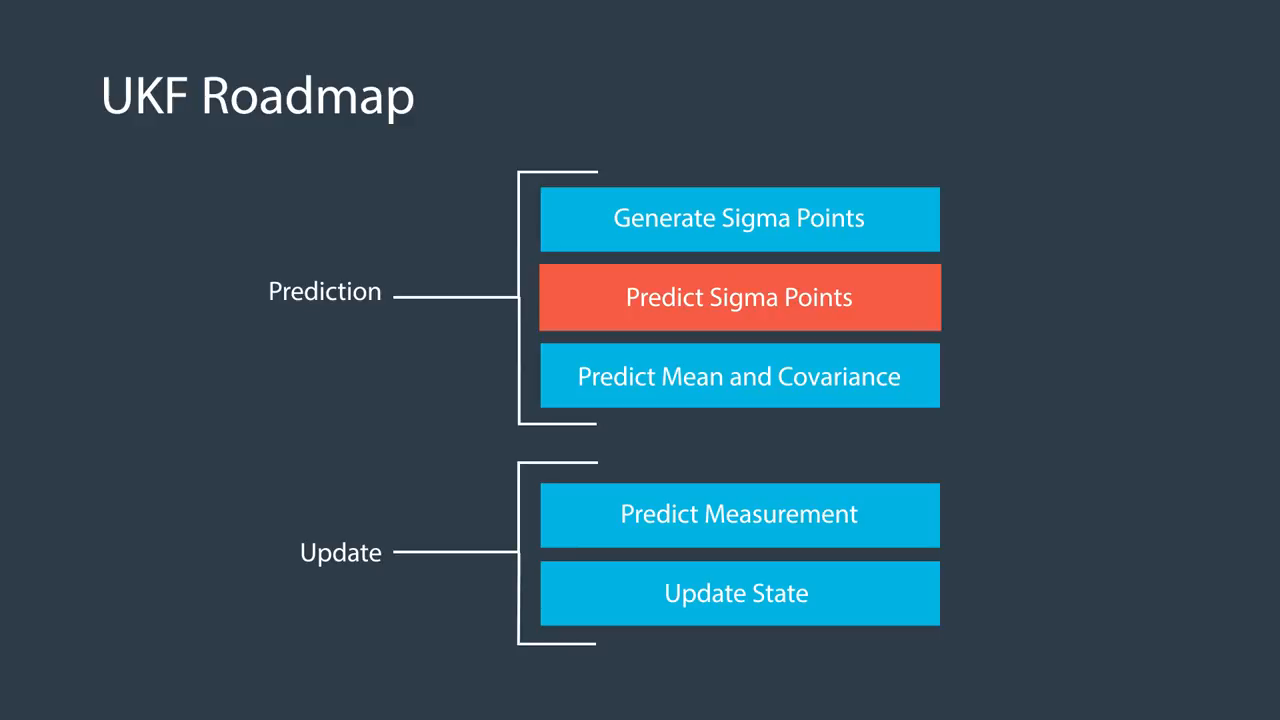 UKF Roadmap
Prediction
Generate Sigma Points
Predict Sigma Points
Predict Mean and Covariance
Update
Predict Measurement
Update State